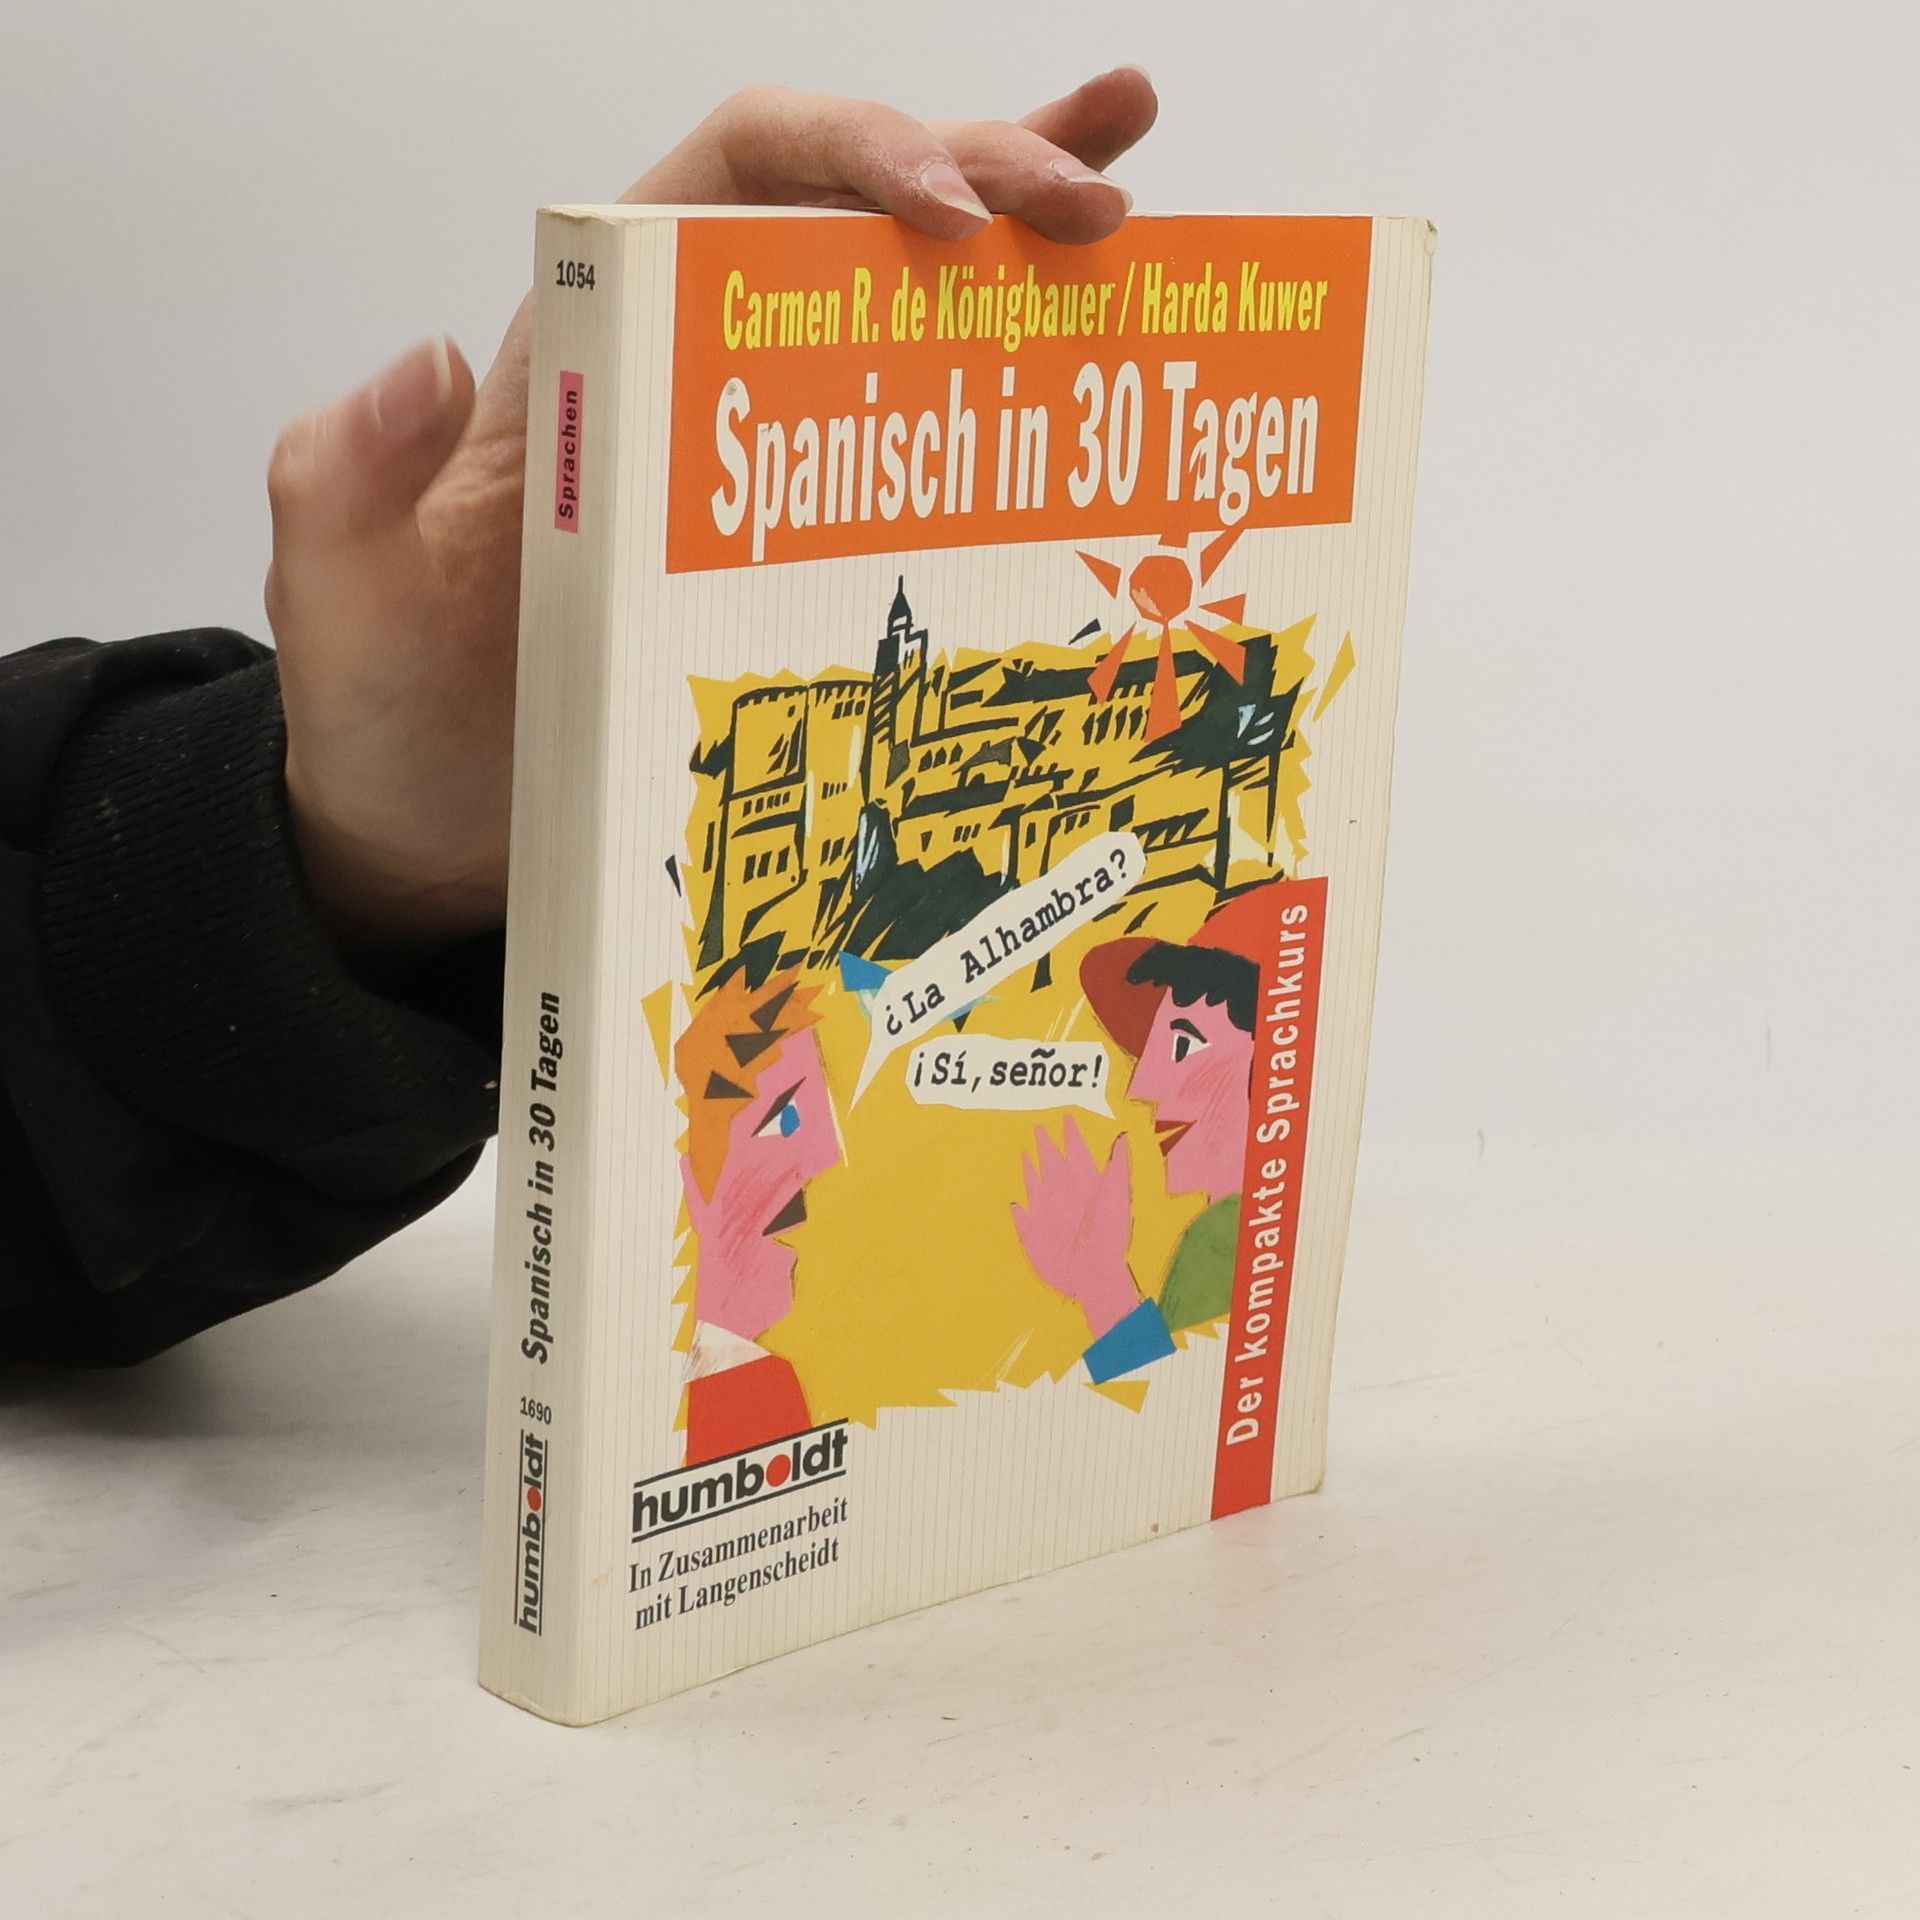 1054
Sprachen
Spanisch in 30 Tagen
1690
humboldt
Carmen R. de Königbauer / Harda Kuwer
Spanisch in 30 Tagen
¿La Alhambra?
¡Sí, señor!
Der kompakte Sprachkurs
humboldt
In Zusammenarbeit
mit Langenscheidt